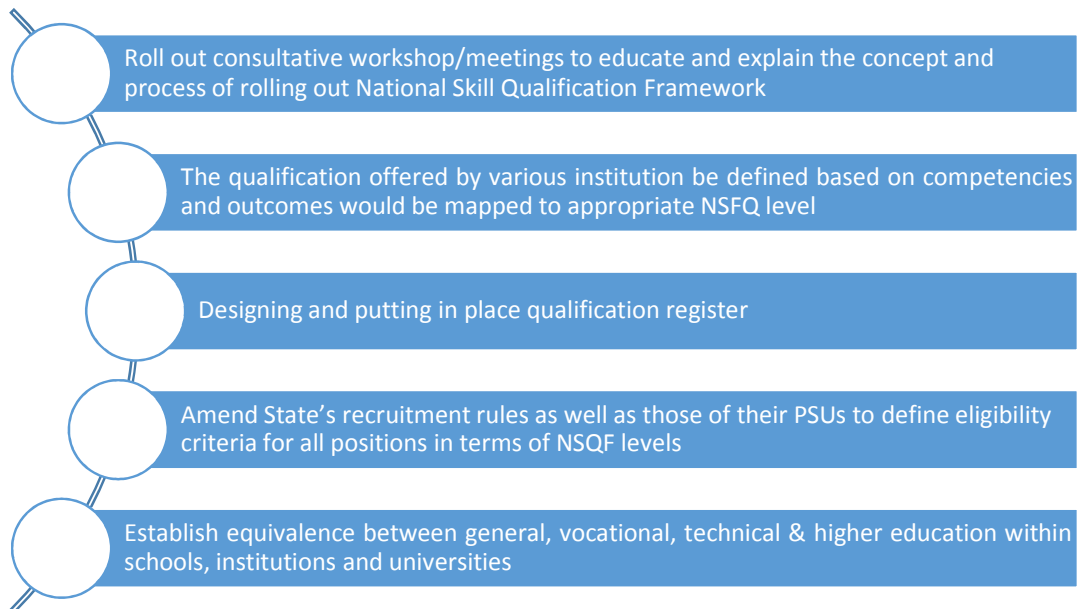 Roll out consultative workshop/meetings to educate and explain the concept and
process of rolling out National Skill Qualification Framework
The qualification offered by various institution be defined based on competencies
and outcomes would be mapped to appropriate NSFQ level
Designing and putting in place qualification register
Amend State’s recruitment rules as well as those of their PSUs to define eligibility
criteria for all positions in terms of NSQF levels
Establish equivalence between general, vocational, technical & higher education within
schools, institutions and universities